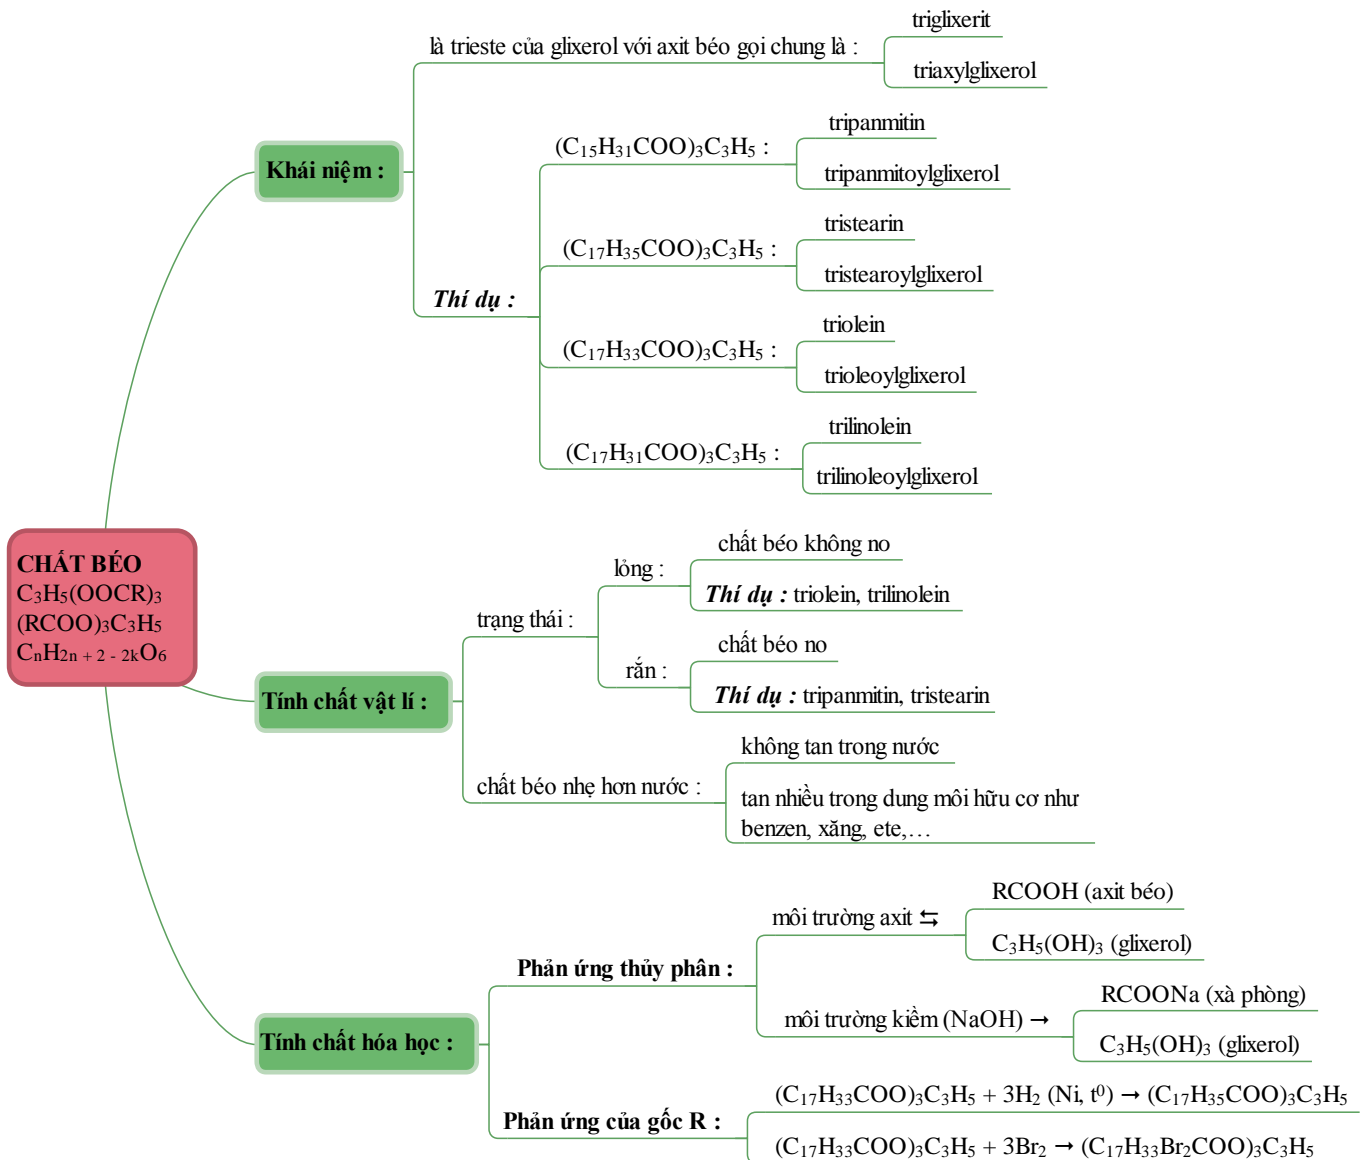 CHẤT BÉO
C₃H₅(OOCR)₃
(RCOO)₃C₃H₅
CₙH₂ₙ ₊ ₂ ₋ ₂ₖO₆
Khái niệm :
là trieste của glixerol với axit béo gọi chung là :
triglixerit
triaxylglixerol
Thí dụ :
(C₁₅H₃₁COO)₃C₃H₅ :
tripanmitin
tripanmitoylglixerol
(C₁₇H₃₅COO)₃C₃H₅ :
tristearin
tristearoylglixerol
(C₁₇H₃₃COO)₃C₃H₅ :
triolein
trioleoylglixerol
(C₁₇H₃₁COO)₃C₃H₅ :
trilinolein
trilinoleoylglixerol
Tính chất vật lí :
trạng thái :
lỏng :
chất béo không no
Thí dụ : triolein, trilinolein
rắn :
chất béo no
Thí dụ : tripanmitin, tristearin
chất béo nhẹ hơn nước :
không tan trong nước
tan nhiều trong dung môi hữu cơ như
benzen, xăng, ete,…
Tính chất hóa học :
Phản ứng thủy phân :
môi trường axit ⇆
RCOOH (axit béo)
C₃H₅(OH)₃ (glixerol)
môi trường kiềm (NaOH) →
RCOONa (xà phòng)
C₃H₅(OH)₃ (glixerol)
Phản ứng của gốc R :
(C₁₇H₃₃COO)₃C₃H₅ + 3H₂ (Ni, t⁰) → (C₁₇H₃₅COO)₃C₃H₅
(C₁₇H₃₃COO)₃C₃H₅ + 3Br₂ → (C₁₇H₃₃Br₂COO)₃C₃H₅